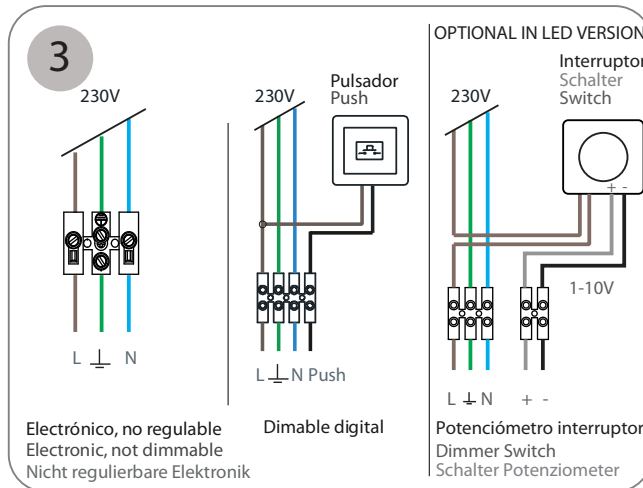 3
230V
L N
Electrónico, no regulable
Electronic, not dimmable
Nicht regulierbare Elektronik
230V
Pulsador
Push
L N Push
Dimable digital
OPTIONAL IN LED VERSION
Interruptor
Schalter
Switch
230V
+ -
1-10V
L N + -
Potenciómetro interruptor
Dimmer Switch
Schalter Potenziometer